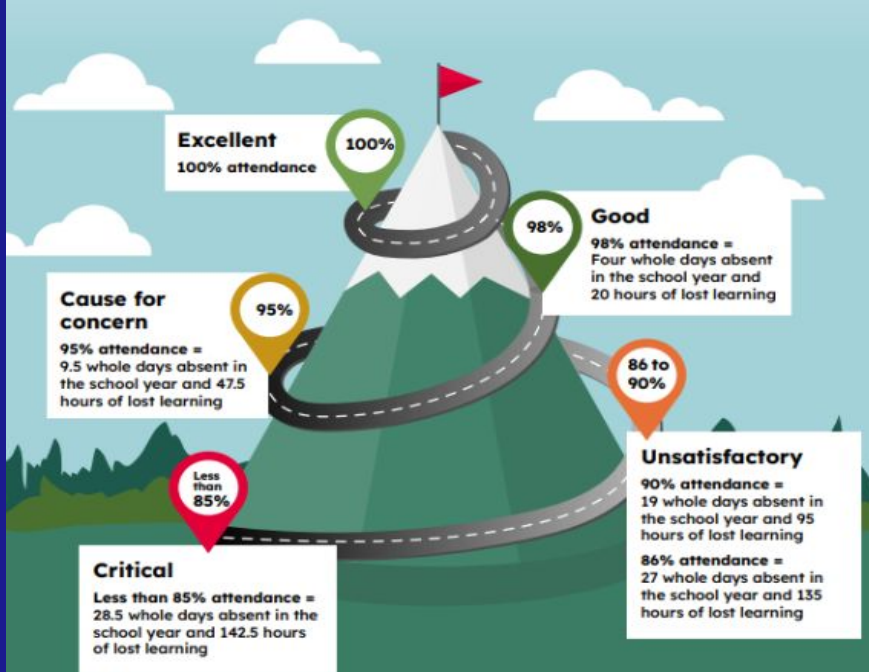 Excellent
100% attendance
100%
98%
Good
98% attendance =
Four whole days absent
in the school year and
20 hours of lost learning
Cause for
concern
95% attendance =
9.5 whole days absent in
the school year and 47.5
hours of lost learning
95%
86 to
90%
Unsatisfactory
90% attendance =
19 whole days absent in
the school year and 95
hours of lost learning
86% attendance =
27 whole days absent in
the school year and 135
hours of lost learning
Less
than
85%
Critical
Less than 85% attendance =
28.5 whole days absent in the
school year and 142.5 hours
of lost learning